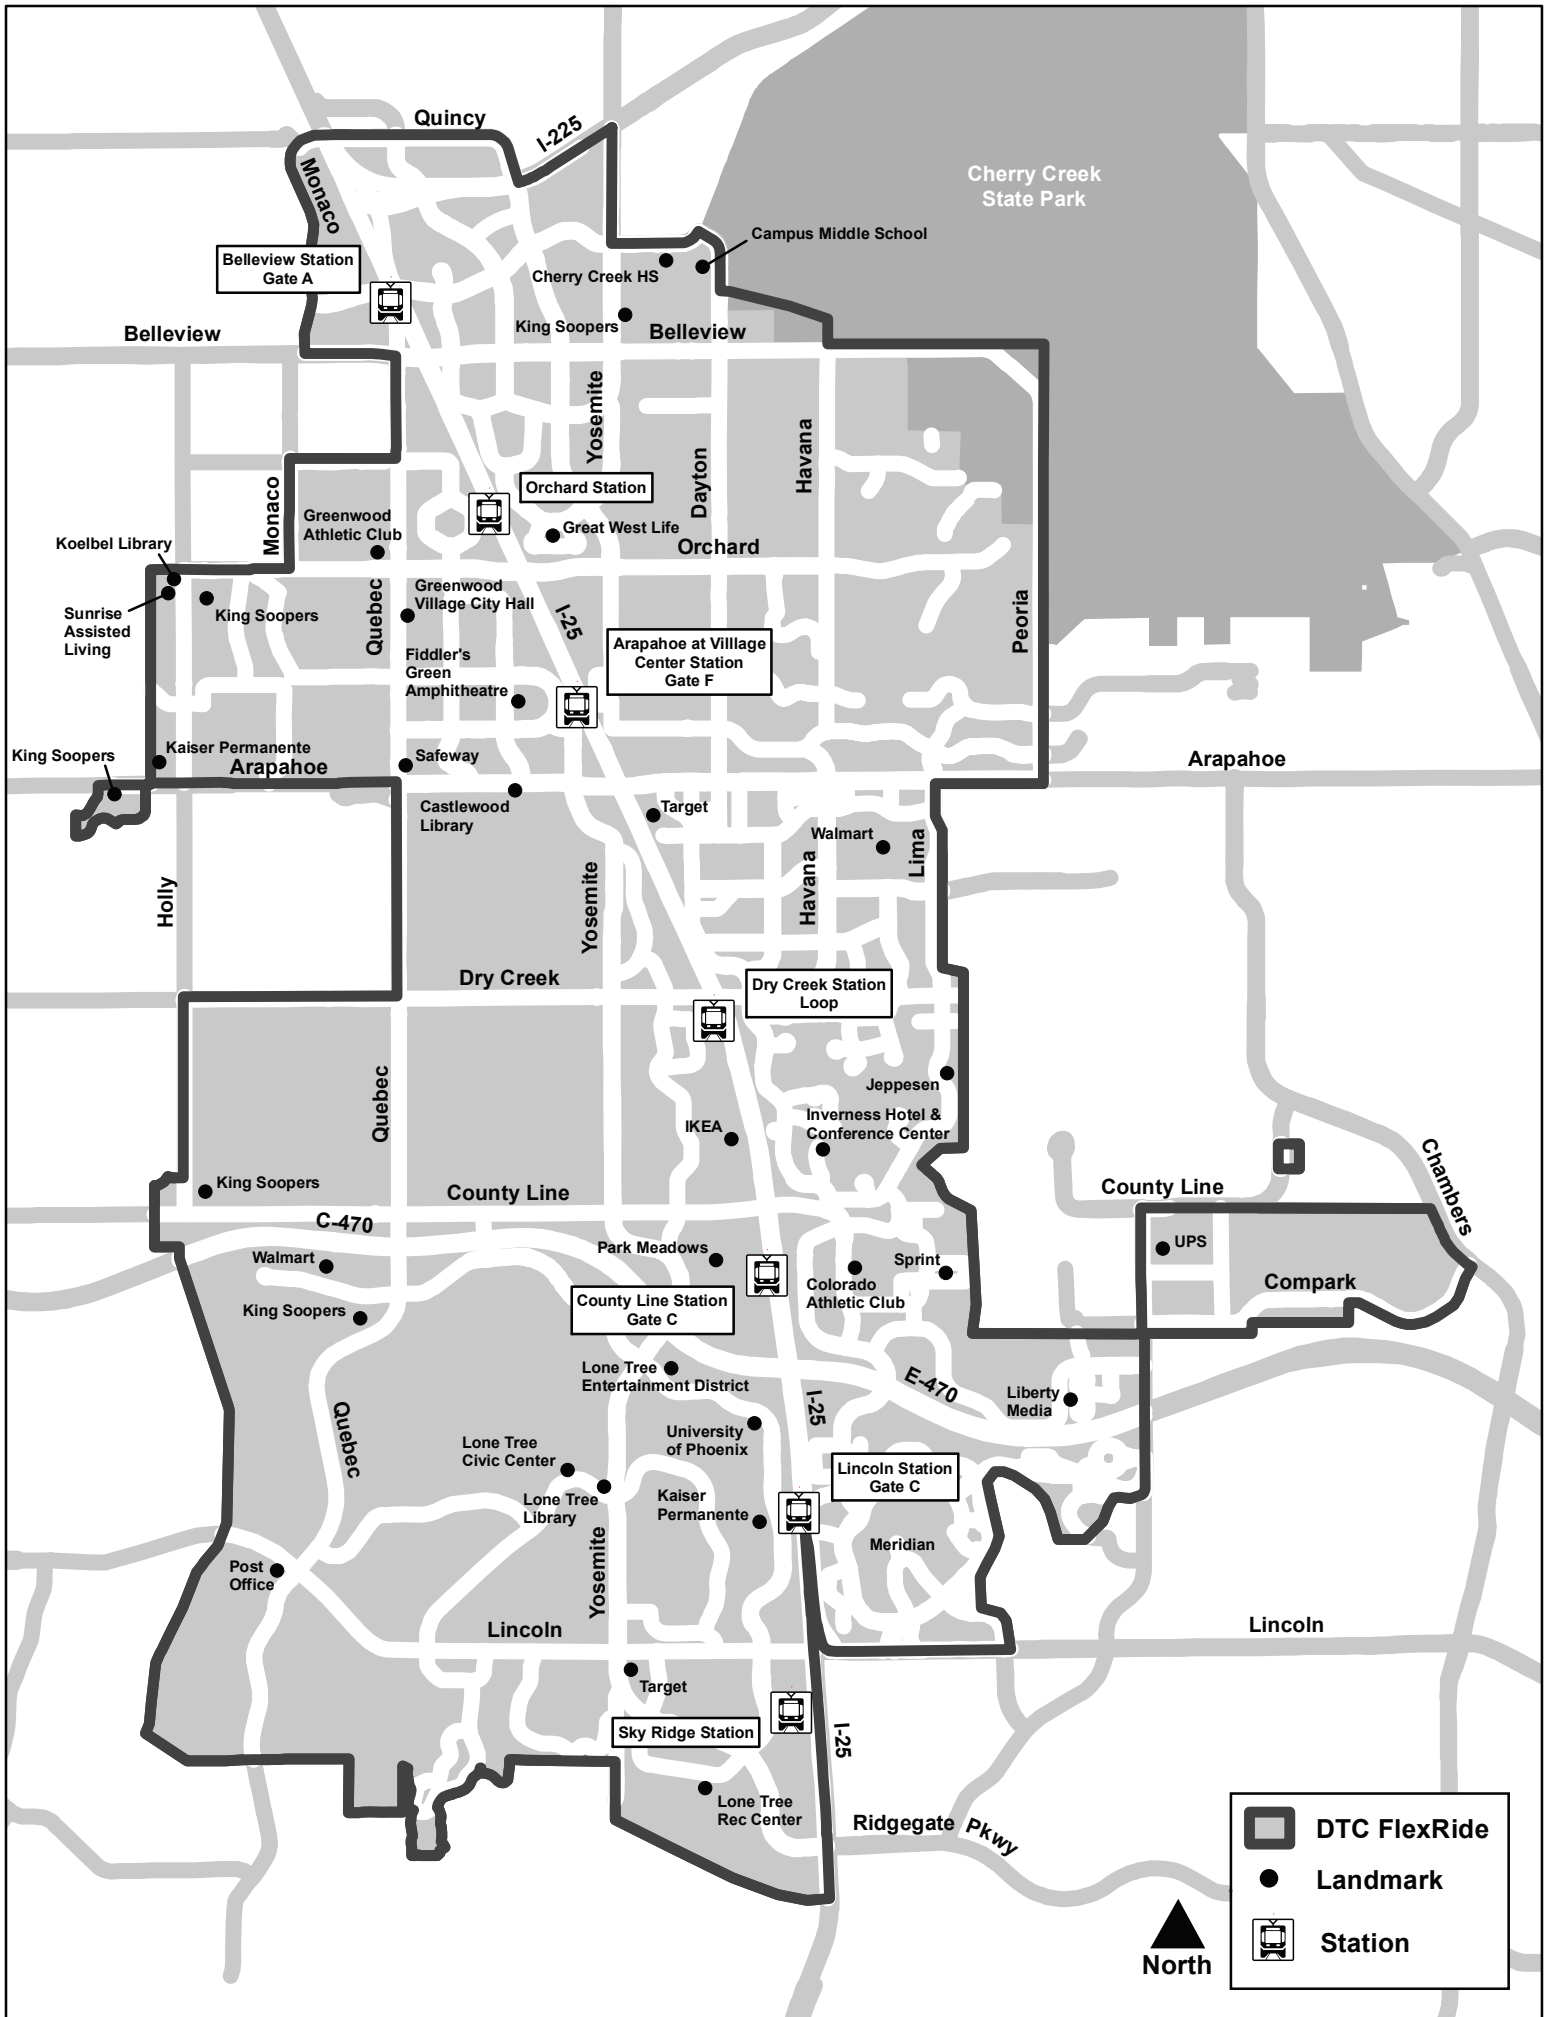 Quincy
I-225
Monaco
Cherry Creek
State Park
Campus Middle School
Belleview Station
Gate A
Cherry Creek HS
King Soopers
Belleview
Belleview
Yosemite
Havana
Dayton
Monaco
Orchard Station
Greenwood
Athletic Club
Great West Life
Koelbel Library
Orchard
Sunrise
Assisted
Living
King Soopers
Quebec
Greenwood
Village City Hall
I-25
Peoria
Fiddler's
Green
Amphitheatre
Arapahoe at Villlage
Center Station
Gate F
King Soopers
Kaiser Permanente
Arapahoe
Safeway
Arapahoe
Castlewood
Library
Target
Walmart
Lima
Holly
Yosemite
Havana
Dry Creek
Dry Creek Station
Loop
Quebec
Jeppesen
IKEA
Inverness Hotel &
Conference Center
Chambers
King Soopers
County Line
County Line
C-470
Walmart
Park Meadows
Sprint
UPS
King Soopers
County Line Station
Gate C
Colorado
Athletic Club
Compark
Lone Tree
Entertainment District
E-470
Liberty
Media
I-25
Quebec
University
of Phoenix
Lone Tree
Civic Center
Lincoln Station
Gate C
Lone Tree
Library
Kaiser
Permanente
Meridian
Post
Office
Yosemite
Lincoln
Lincoln
Target
Sky Ridge Station
I-25
Lone Tree
Rec Center
Ridgegate Pkwy
DTC FlexRide
Landmark
Station
North